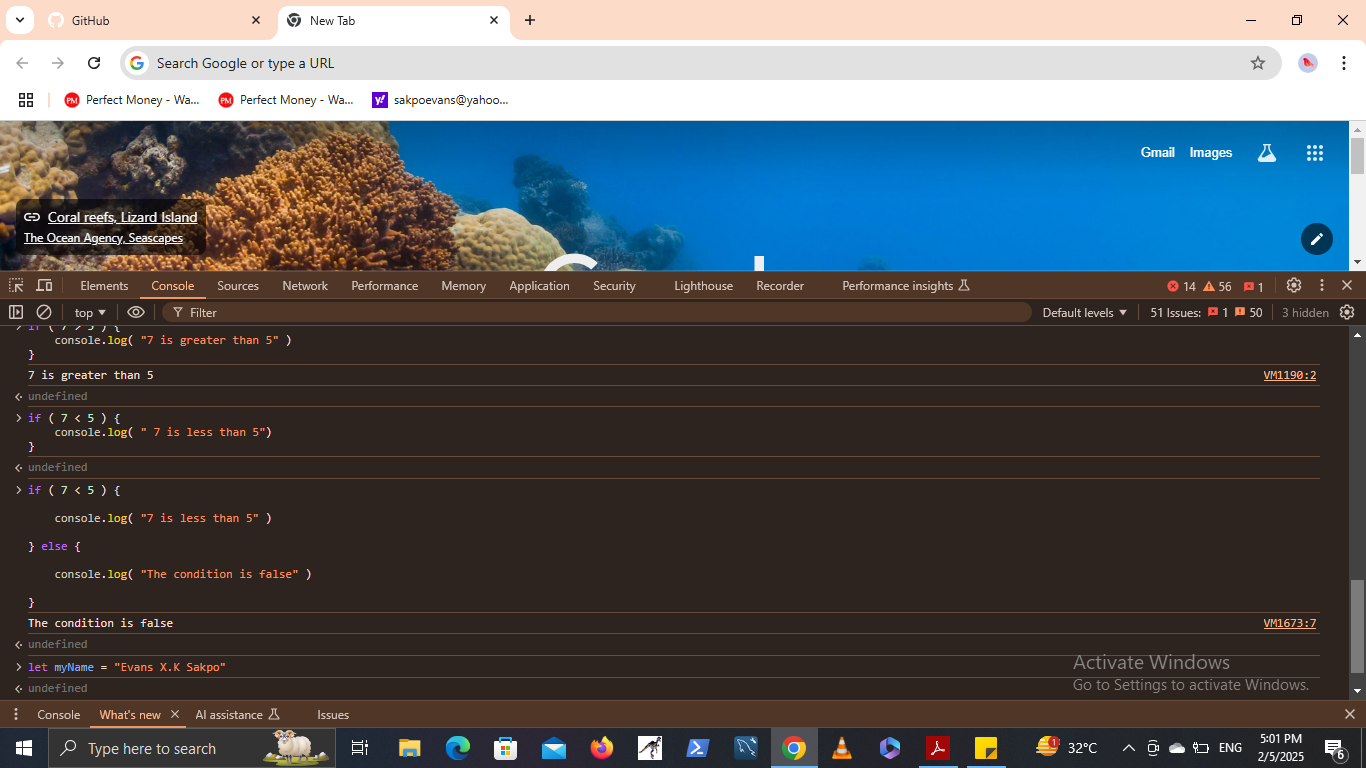 GitHub
New Tab
Search Google or type a URL
Perfect Money - Wa...
Perfect Money - Wa...
sakpoevans@yahoo...
Gmail
Images
Coral reefs, Lizard Island
The Ocean Agency, Seascapes
Elements
Console
Sources
Network
Performance
Memory
Application
Security
Lighthouse
Recorder
Performance insights
14
56
1
top
Filter
Default levels
51 Issues:
1
50
3 hidden
if ( 7 > 5 ) {
console.log( "7 is greater than 5" )
}
7 is greater than 5
VM1190:2
undefined
if ( 7 < 5 ) {
console.log( " 7 is less than 5")
}
undefined
if ( 7 < 5 ) {
console.log( "7 is less than 5" )
} else {
console.log( "The condition is false" )
}
The condition is false
VM1673:7
undefined
let myName = "Evans X.K Sakpo"
undefined
Activate Windows
Go to Settings to activate Windows.
Console
What's new
AI assistance
Issues
Type here to search
1
32°C
ENG
5:01 PM
2/5/2025
6